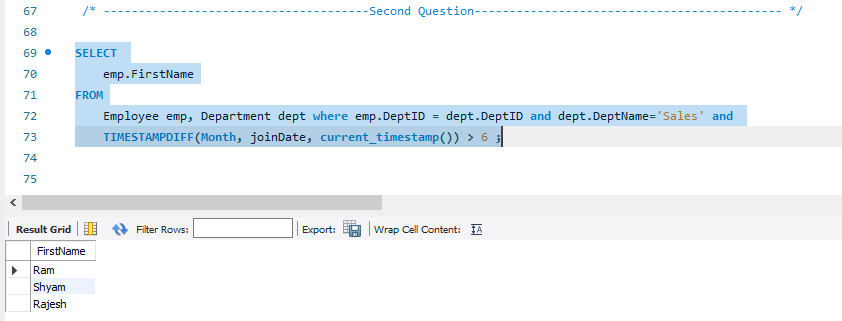 67 /* --------------------------------------Second Question-------------------------------------------- */
68
69 SELECT
70 emp.FirstName
71 FROM
72 Employee emp, Department dept where emp.DeptID = dept.DeptID and dept.DeptName='Sales' and
73 TIMESTAMPDIFF(Month, joinDate, current_timestamp()) > 6 ;
74
75
Result Grid Filter Rows: Export: Wrap Cell Content:
FirstName
Ram
Shyam
Rajesh